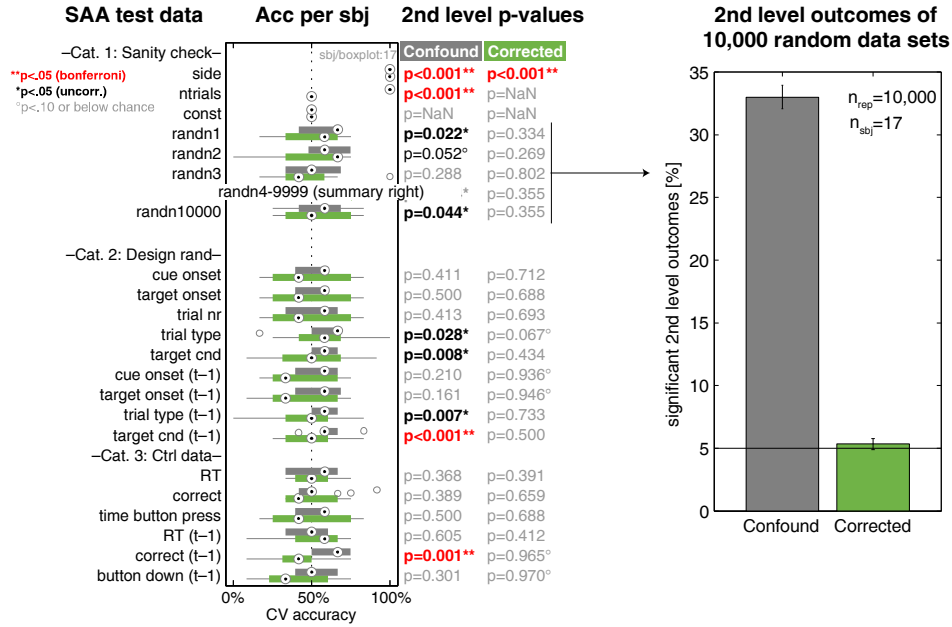 SAA test data Acc per sbj 2nd level p-values
2nd level outcomes of
10,000 random data sets
–Cat. 1: Sanity check– sbj/boxplot:17 Confound Corrected
**p<.05 (bonferroni)
*p<.05 (uncorr.)
°p<.10 or below chance
side p<0.001** p<0.001**
ntrials p<0.001** p=NaN
const p=NaN p=NaN
randn1 p=0.022* p=0.334
randn2 p=0.052° p=0.269
randn3 p=0.288 p=0.802
randn4-9999 (summary right) * p=0.355
randn10000 p=0.044* p=0.355
–Cat. 2: Design rand–
cue onset p=0.411 p=0.712
target onset p=0.500 p=0.688
trial nr p=0.413 p=0.693
trial type p=0.028* p=0.067°
target cnd p=0.008* p=0.434
cue onset (t–1) p=0.210 p=0.936°
target onset (t–1) p=0.161 p=0.946°
trial type (t–1) p=0.007* p=0.733
target cnd (t–1) p<0.001** p=0.500
–Cat. 3: Ctrl data–
RT p=0.368 p=0.391
correct p=0.389 p=0.659
time button press p=0.500 p=0.688
RT (t–1) p=0.605 p=0.412
correct (t–1) p=0.001** p=0.965°
button down (t–1) p=0.301 p=0.970°
0% 50% 100%
CV accuracy
significant 2nd level outcomes [%]
35
30
25
20
15
10
5
0
n_rep=10,000
n_sbj=17
Confound Corrected